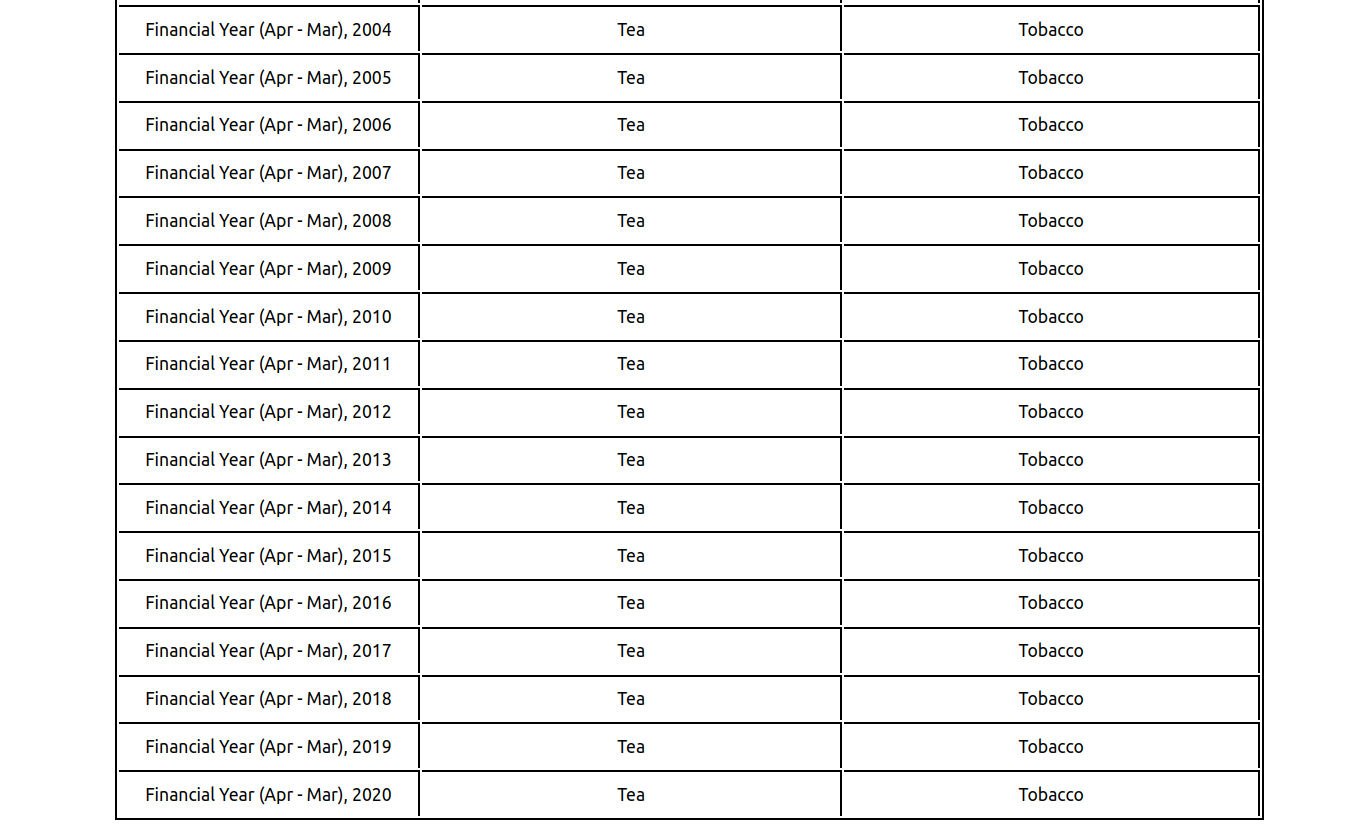 Financial Year (Apr - Mar), 2004 Tea Tobacco
Financial Year (Apr - Mar), 2005 Tea Tobacco
Financial Year (Apr - Mar), 2006 Tea Tobacco
Financial Year (Apr - Mar), 2007 Tea Tobacco
Financial Year (Apr - Mar), 2008 Tea Tobacco
Financial Year (Apr - Mar), 2009 Tea Tobacco
Financial Year (Apr - Mar), 2010 Tea Tobacco
Financial Year (Apr - Mar), 2011 Tea Tobacco
Financial Year (Apr - Mar), 2012 Tea Tobacco
Financial Year (Apr - Mar), 2013 Tea Tobacco
Financial Year (Apr - Mar), 2014 Tea Tobacco
Financial Year (Apr - Mar), 2015 Tea Tobacco
Financial Year (Apr - Mar), 2016 Tea Tobacco
Financial Year (Apr - Mar), 2017 Tea Tobacco
Financial Year (Apr - Mar), 2018 Tea Tobacco
Financial Year (Apr - Mar), 2019 Tea Tobacco
Financial Year (Apr - Mar), 2020 Tea Tobacco